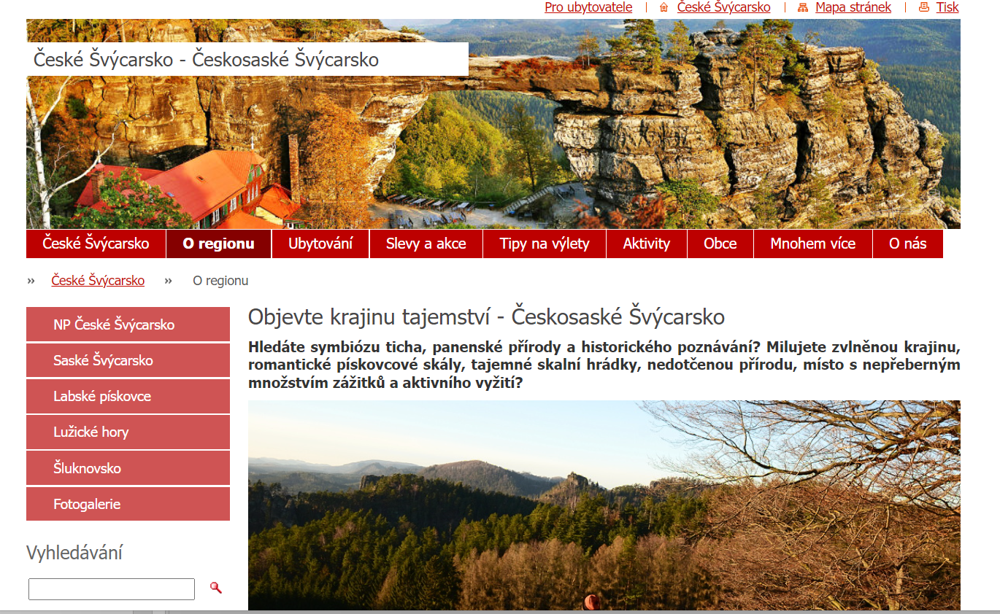 Pro ubytovatele | České Švýcarsko | Mapa stránek | Tisk
České Švýcarsko - Českosaské Švýcarsko
České Švýcarsko O regionu Ubytování Slevy a akce Tipy na výlety Aktivity Obce Mnohem více O nás
» České Švýcarsko » O regionu
NP České Švýcarsko
Saské Švýcarsko
Labské pískovce
Lužické hory
Šluknovsko
Fotogalerie
Vyhledávání
Objevte krajinu tajemství - Českosaské Švýcarsko
Hledáte symbiózu ticha, panenské přírody a historického poznávání? Milujete zvlněnou krajinu,
romantické pískovcové skály, tajemné skalní hrádky, nedotčenou přírodu, místo s nepřeberným
množstvím zážitků a aktivního vyžití?